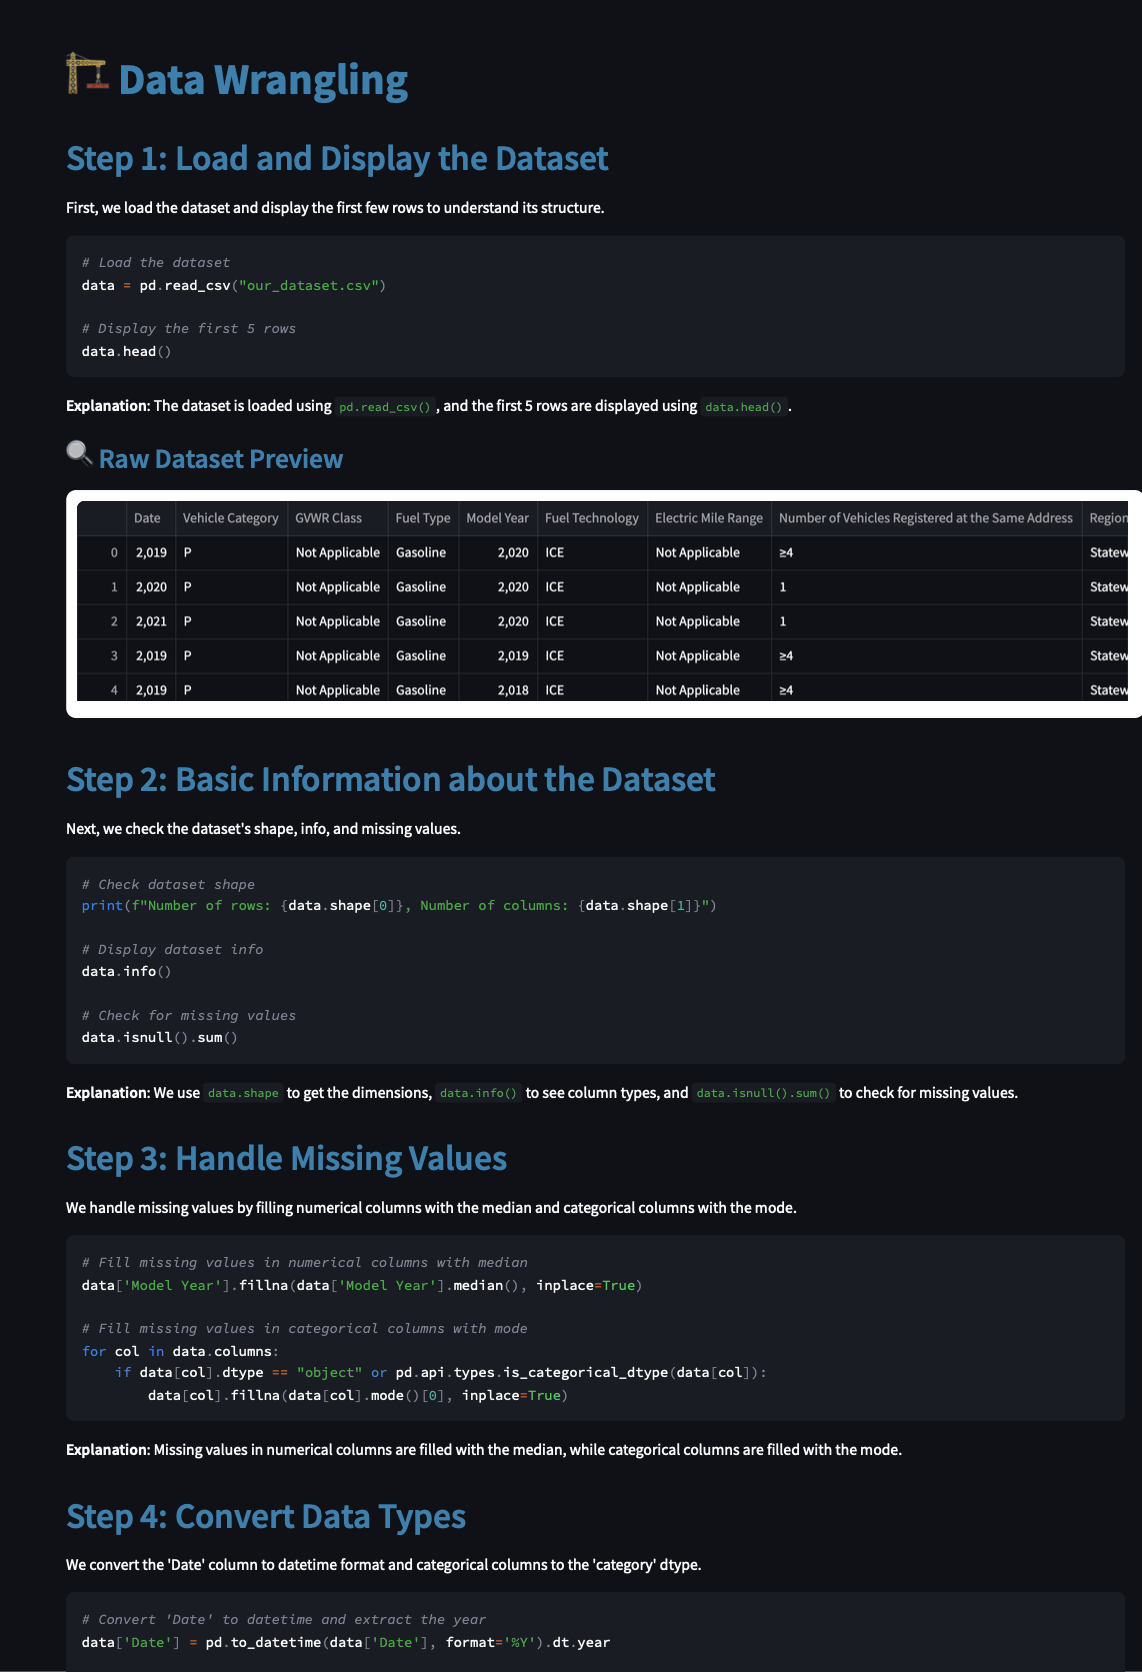 Data Wrangling
Step 1: Load and Display the Dataset
First, we load the dataset and display the first few rows to understand its structure.
# Load the dataset
data = pd.read_csv("our_dataset.csv")
# Display the first 5 rows
data.head()
Explanation: The dataset is loaded using pd.read_csv() , and the first 5 rows are displayed using data.head() .
Raw Dataset Preview
Date Vehicle Category GVWR Class Fuel Type Model Year Fuel Technology Electric Mile Range Number of Vehicles Registered at the Same Address Region
0 2,019 P Not Applicable Gasoline 2,020 ICE Not Applicable ≥4 Statew
1 2,020 P Not Applicable Gasoline 2,020 ICE Not Applicable 1 Statew
2 2,021 P Not Applicable Gasoline 2,020 ICE Not Applicable 1 Statew
3 2,019 P Not Applicable Gasoline 2,019 ICE Not Applicable ≥4 Statew
4 2,019 P Not Applicable Gasoline 2,018 ICE Not Applicable ≥4 Statew
Step 2: Basic Information about the Dataset
Next, we check the dataset's shape, info, and missing values.
# Check dataset shape
print(f"Number of rows: {data.shape[0]}, Number of columns: {data.shape[1]}")
# Display dataset info
data.info()
# Check for missing values
data.isnull().sum()
Explanation: We use data.shape to get the dimensions, data.info() to see column types, and data.isnull().sum() to check for missing values.
Step 3: Handle Missing Values
We handle missing values by filling numerical columns with the median and categorical columns with the mode.
# Fill missing values in numerical columns with median
data['Model Year'].fillna(data['Model Year'].median(), inplace=True)
# Fill missing values in categorical columns with mode
for col in data.columns:
    if data[col].dtype == "object" or pd.api.types.is_categorical_dtype(data[col]):
        data[col].fillna(data[col].mode()[0], inplace=True)
Explanation: Missing values in numerical columns are filled with the median, while categorical columns are filled with the mode.
Step 4: Convert Data Types
We convert the 'Date' column to datetime format and categorical columns to the 'category' dtype.
# Convert 'Date' to datetime and extract the year
data['Date'] = pd.to_datetime(data['Date'], format='%Y').dt.year